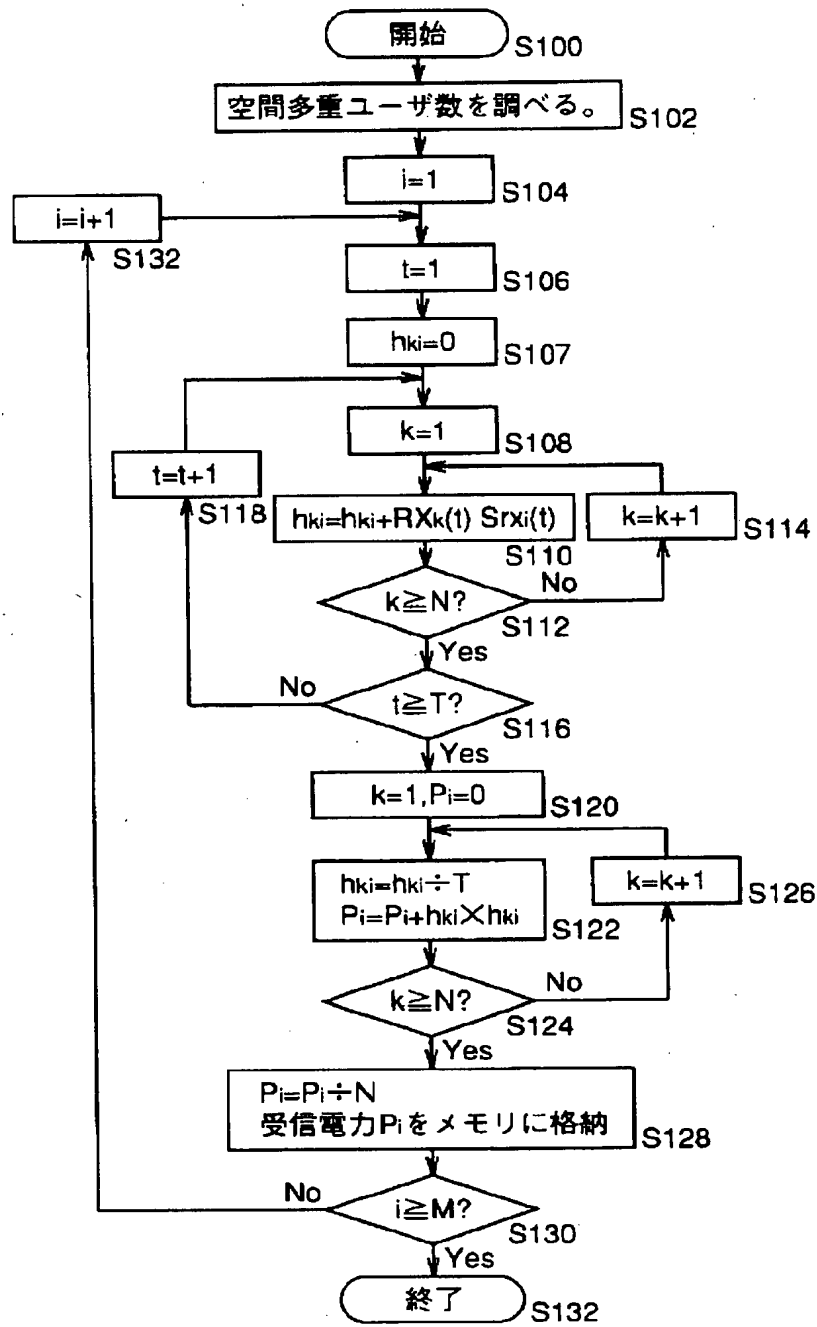 開始
S100
空間多重ユーザ数を調べる。
S102
i=1
S104
i=i+1
S132
t=1
S106
hki=0
S107
k=1
S108
t=t+1
S118
hki=hki+RXk(t) Srxi(t)
S110
k=k+1
S114
k≧N?
No
S112
Yes
No
t≧T?
S116
Yes
k=1,Pi=0
S120
hki=hki÷T
Pi=Pi+hki×hki
S122
k=k+1
S126
k≧N?
No
S124
Yes
Pi=Pi÷N
受信電力Piをメモリに格納
S128
No
i≧M?
S130
Yes
終了
S132